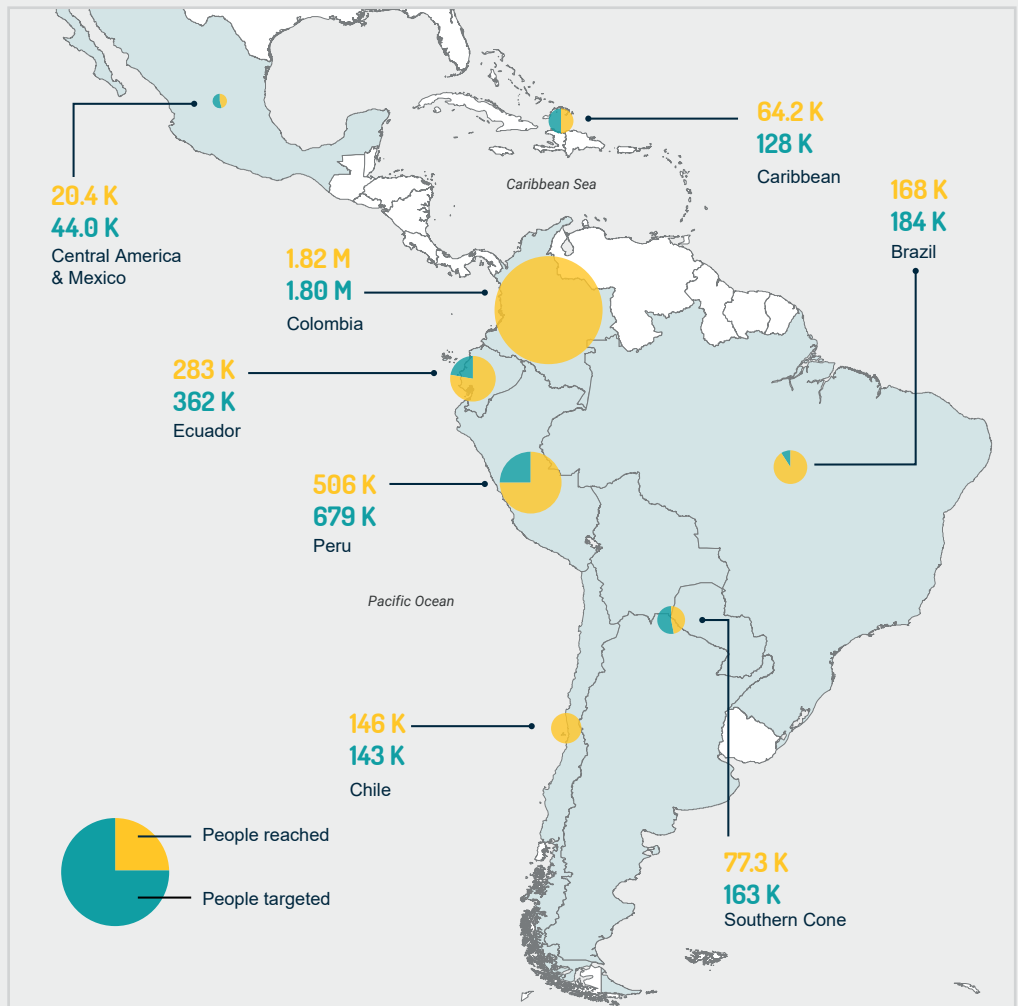 64.2 K
128 K
Caribbean
Caribbean Sea
168 K
184 K
Brazil
20.4 K
44.0 K
Central America
& Mexico
1.82 M
1.80 M
Colombia
283 K
362 K
Ecuador
506 K
679 K
Peru
Pacific Ocean
146 K
143 K
Chile
77.3 K
163 K
Southern Cone
People reached
People targeted